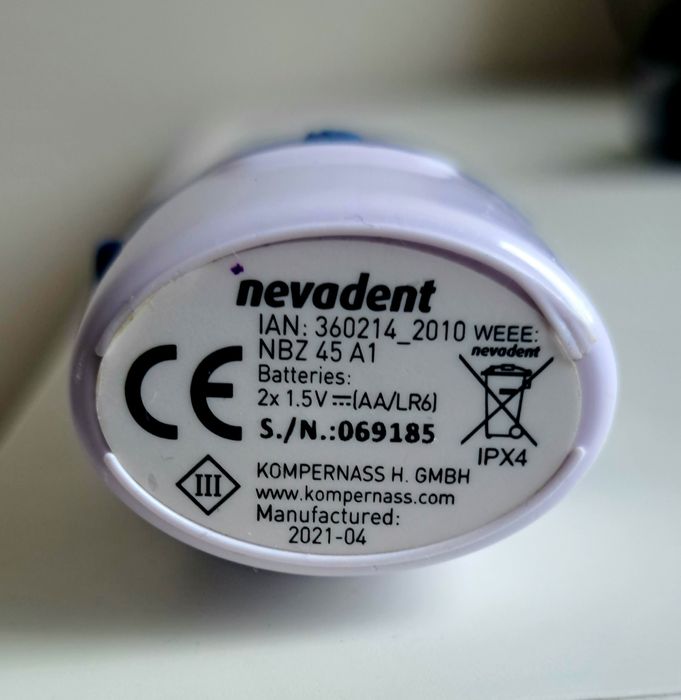 nevadent
IAN: 360214_2010
NBZ 45 A1
Batteries:
2x 1.5V ⎓(AA/LR6)
S./N.:069185
WEEE:
nevadent
IPX4
CE
III
KOMPERNASS H. GMBH
www.kompernass.com
Manufactured:
2021-04